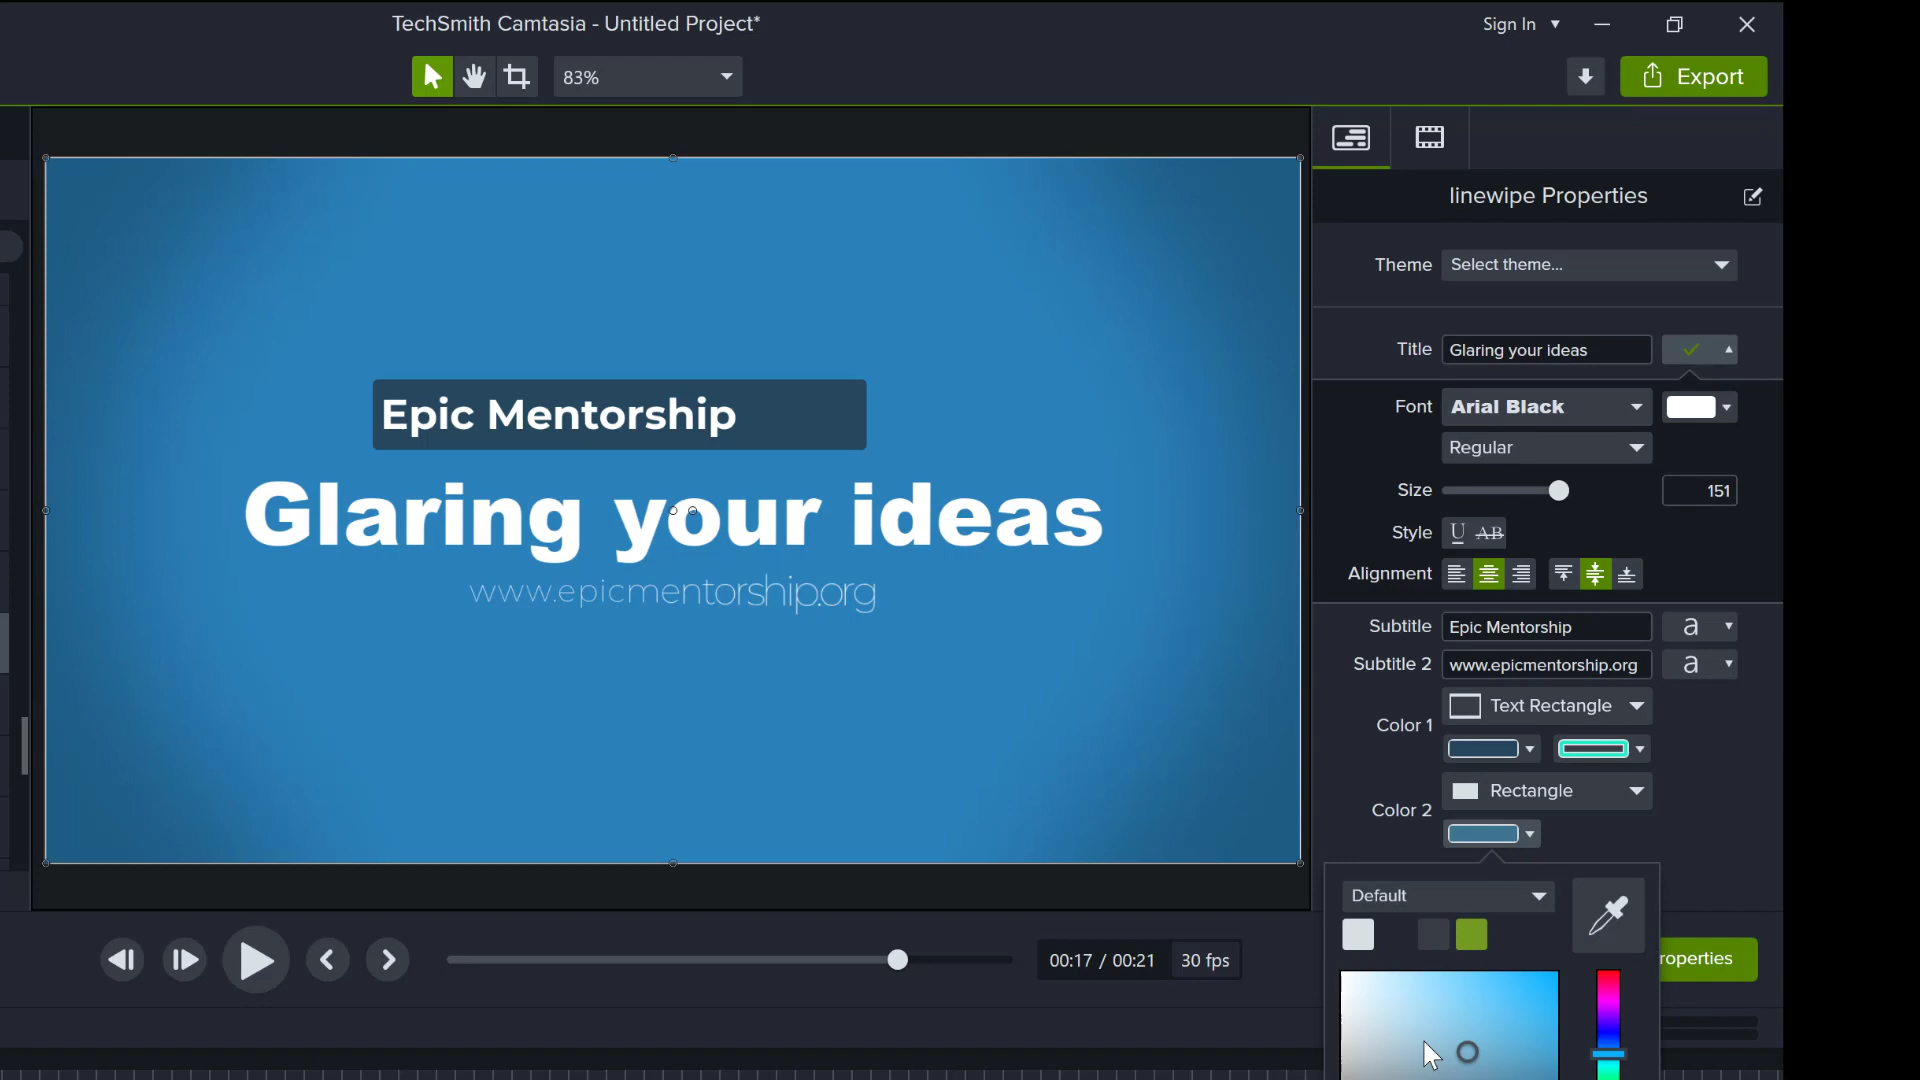 TechSmith Camtasia - Untitled Project*
Sign In
83%
Export
linewipe Properties
Theme
Select theme...
Title
Glaring your ideas
Font
Arial Black
Regular
Size
151
Style
U AB
Alignment
Subtitle
Epic Mentorship
a
Subtitle 2
www.epicmentorship.org
a
Color 1
Text Rectangle
Color 2
Rectangle
Default
roperties
Epic Mentorship
Glaring your ideas
www.epicmentorship.org
00:17 / 00:21
30 fps